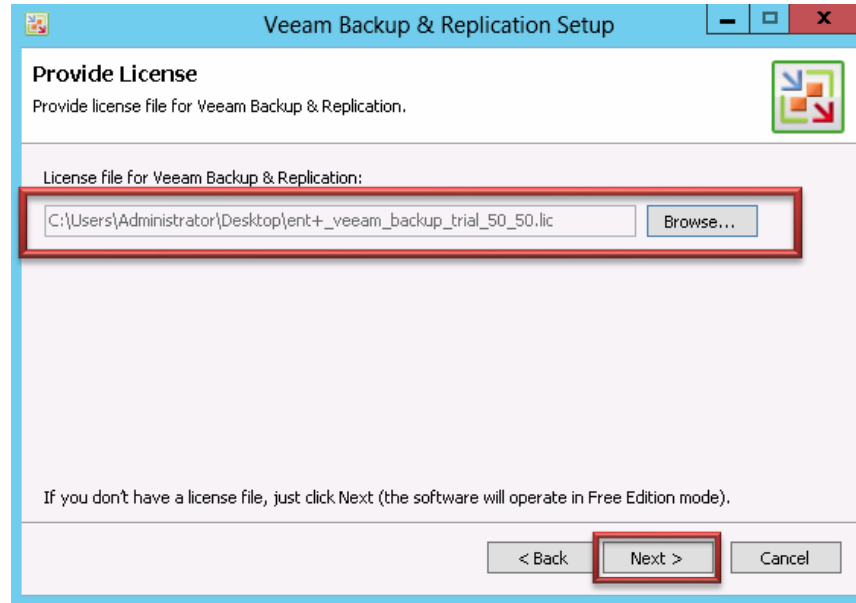 Veeam Backup & Replication Setup
Provide License
Provide license file for Veeam Backup & Replication.
License file for Veeam Backup & Replication:
C:\Users\Administrator\Desktop\ent+_veeam_backup_trial_50_50.lic
Browse...
If you don't have a license file, just click Next (the software will operate in Free Edition mode).
< Back Next > Cancel